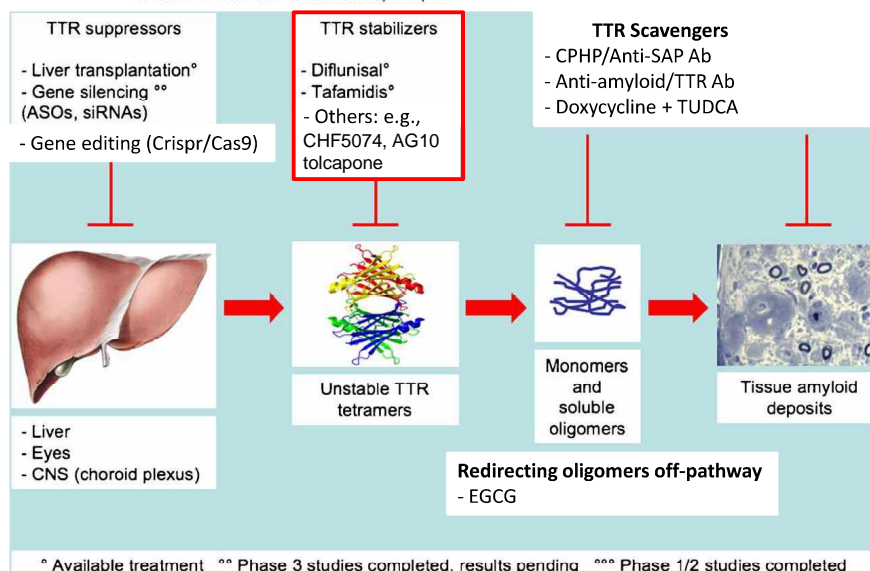 TTR suppressors
- Liver transplantation°
- Gene silencing °°
(ASOs, siRNAs)
- Gene editing (Crispr/Cas9)
TTR stabilizers
- Diflunisal°
- Tafamidis°
- Others: e.g.,
CHF5074, AG10
tolcapone
TTR Scavengers
- CPHP/Anti-SAP Ab
- Anti-amyloid/TTR Ab
- Doxycycline + TUDCA
Unstable TTR
tetramers
Monomers
and
soluble
oligomers
Tissue amyloid
deposits
- Liver
- Eyes
- CNS (choroid plexus)
Redirecting oligomers off-pathway
- EGCG
° Available treatment °° Phase 3 studies completed, results pending °°° Phase 1/2 studies completed